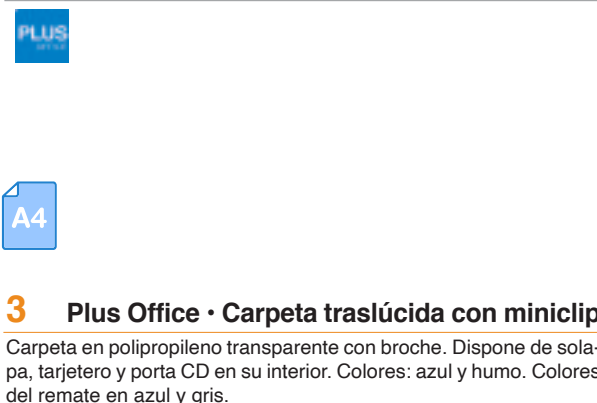 PLUS
OFFICE
A4
3 Plus Office · Carpeta traslúcida con miniclip
Carpeta en polipropileno transparente con broche. Dispone de sola-
pa, tarjetero y porta CD en su interior. Colores: azul y humo. Colores
del remate en azul y gris.